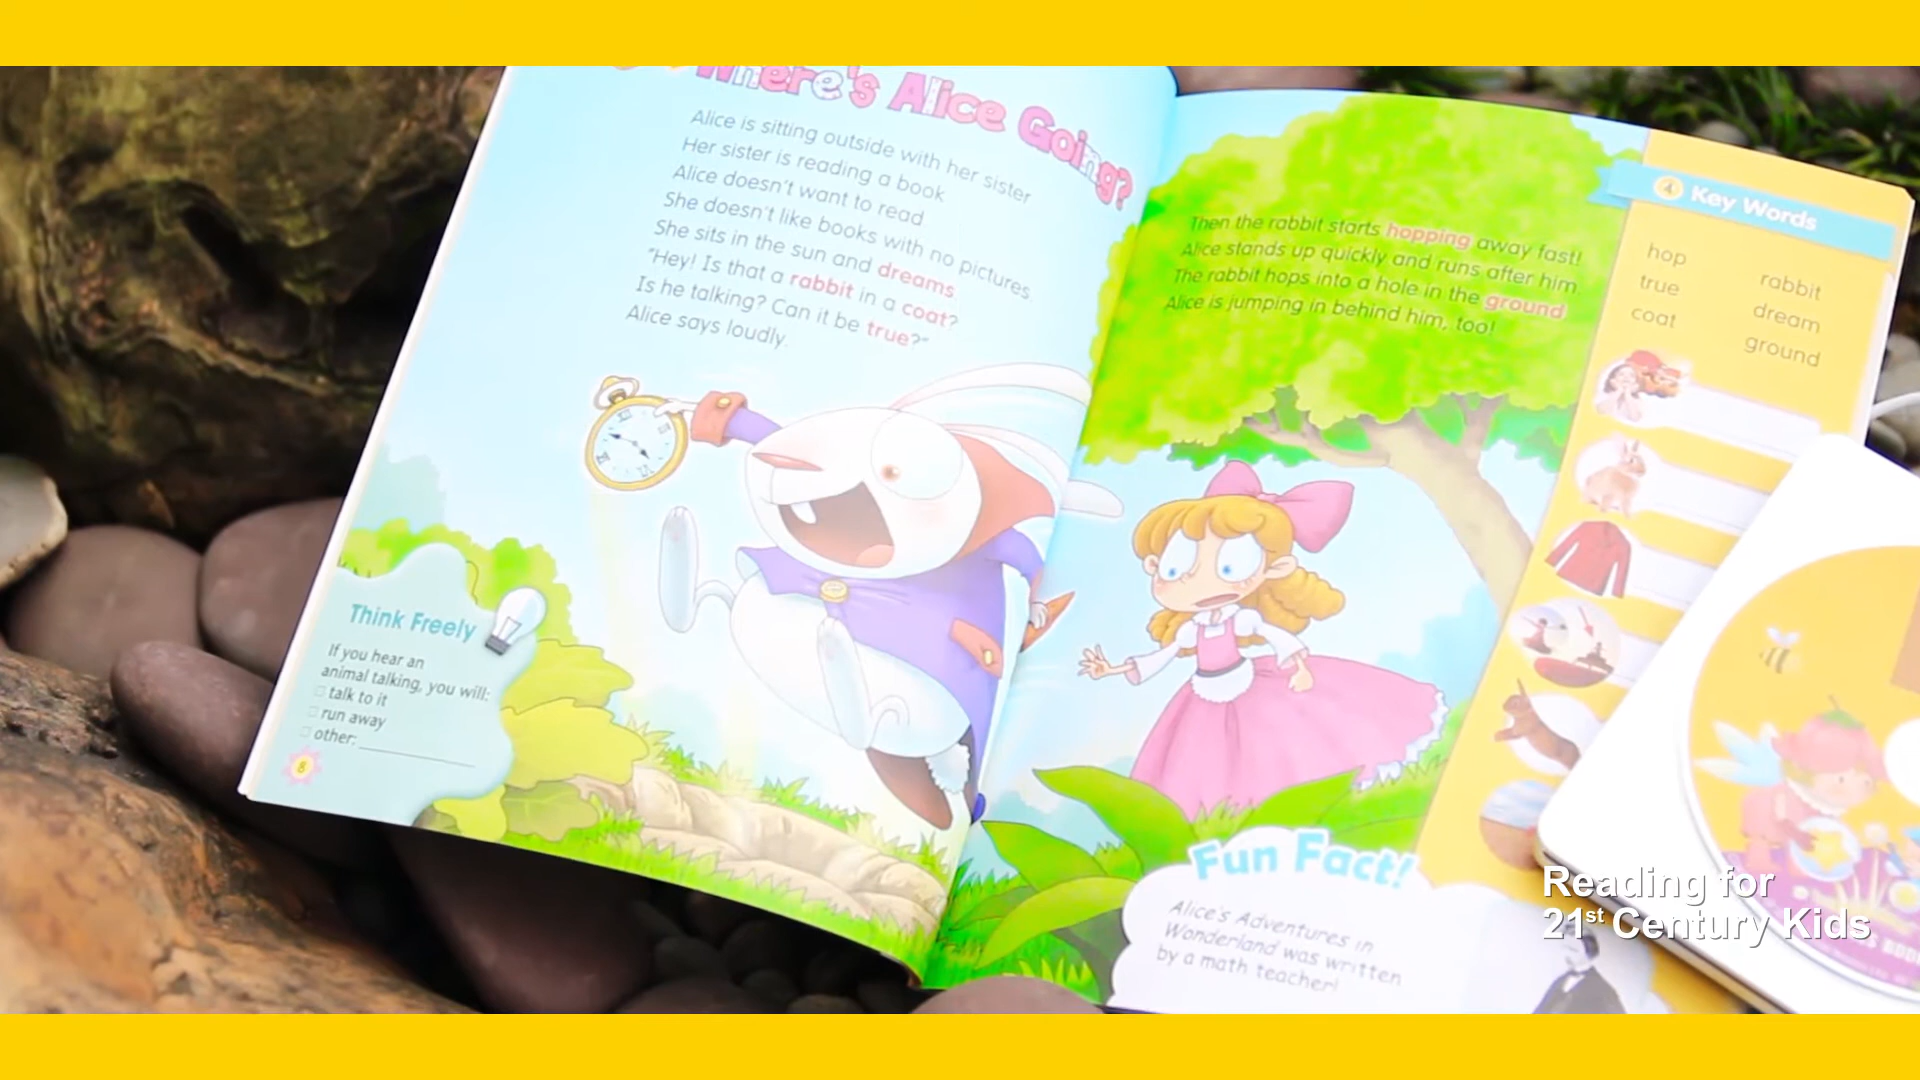 Where's Alice Going?
Alice is sitting outside with her sister
Her sister is reading a book
Alice doesn't want to read
She doesn't like books with no pictures
She sits in the sun and dreams
"Hey! Is that a rabbit in a coat?
Is he talking? Can it be true?"
Alice says loudly.
Think Freely
If you hear an
animal talking, you will:
talk to it
run away
other:
8
Then the rabbit starts hopping away fast!
Alice stands up quickly and runs after him
The rabbit hops into a hole in the ground
Alice is jumping in behind him, too!
Fun Fact!
Alice's Adventures in
Wonderland was written
by a math teacher!
4 Key Words
hop
true
coat
rabbit
dream
ground
Reading for
21st Century Kids